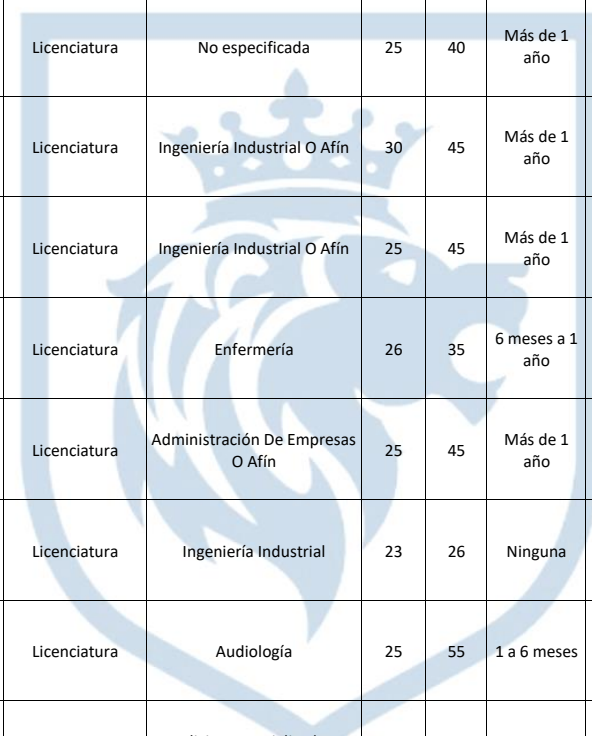 Licenciatura No especificada 25 40 Más de 1
año
Licenciatura Ingeniería Industrial O Afín 30 45 Más de 1
año
Licenciatura Ingeniería Industrial O Afín 25 45 Más de 1
año
Licenciatura Enfermería 26 35 6 meses a 1
año
Licenciatura Administración De Empresas
O Afín 25 45 Más de 1
año
Licenciatura Ingeniería Industrial 23 26 Ninguna
Licenciatura Audiología 25 55 1 a 6 meses